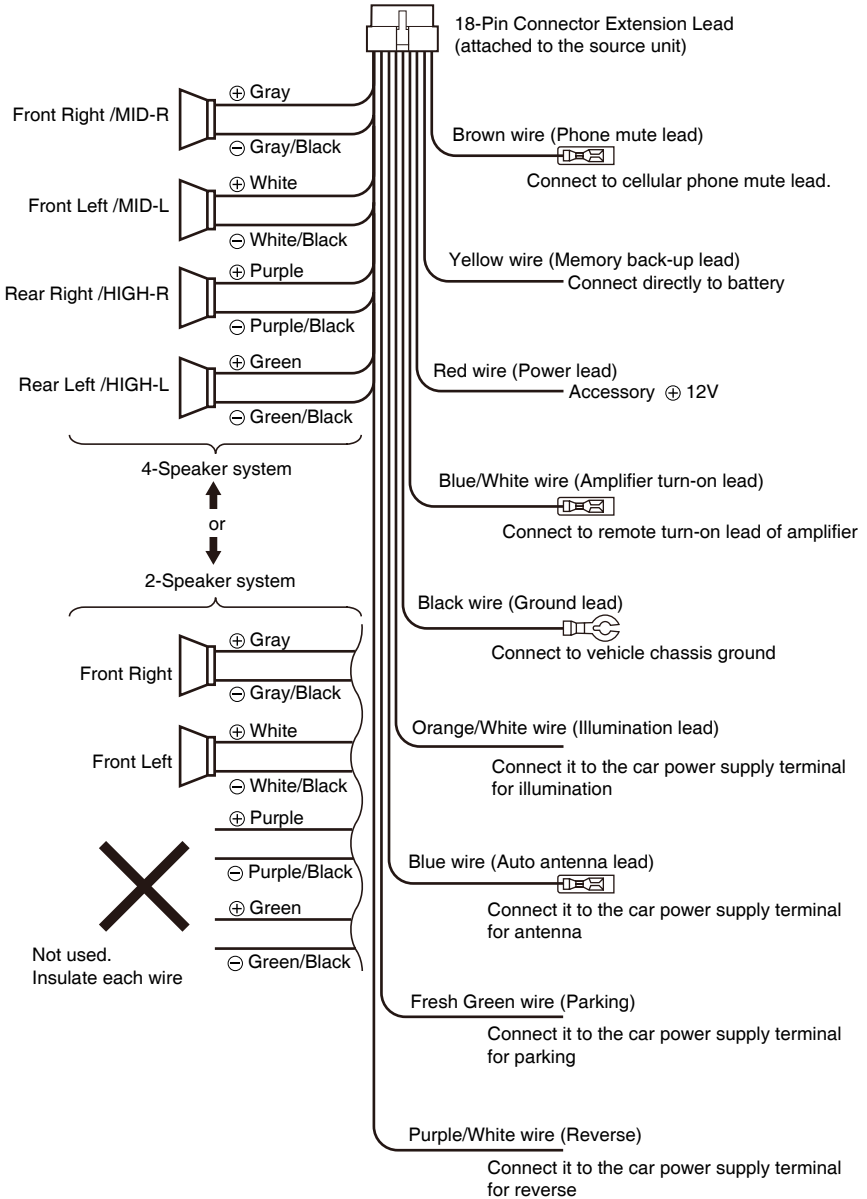 18-Pin Connector Extension Lead
(attached to the source unit)
Front Right /MID-R
⊕ Gray
⊖ Gray/Black
Front Left /MID-L
⊕ White
⊖ White/Black
Rear Right /HIGH-R
⊕ Purple
⊖ Purple/Black
Rear Left /HIGH-L
⊕ Green
⊖ Green/Black
4-Speaker system
or
2-Speaker system
Front Right
⊕ Gray
⊖ Gray/Black
Front Left
⊕ White
⊖ White/Black
⊕ Purple
⊖ Purple/Black
⊕ Green
⊖ Green/Black
Not used.
Insulate each wire
Brown wire (Phone mute lead)
Connect to cellular phone mute lead.
Yellow wire (Memory back-up lead)
Connect directly to battery
Red wire (Power lead)
Accessory ⊕ 12V
Blue/White wire (Amplifier turn-on lead)
Connect to remote turn-on lead of amplifier
Black wire (Ground lead)
Connect to vehicle chassis ground
Orange/White wire (Illumination lead)
Connect it to the car power supply terminal
for illumination
Blue wire (Auto antenna lead)
Connect it to the car power supply terminal
for antenna
Fresh Green wire (Parking)
Connect it to the car power supply terminal
for parking
Purple/White wire (Reverse)
Connect it to the car power supply terminal
for reverse